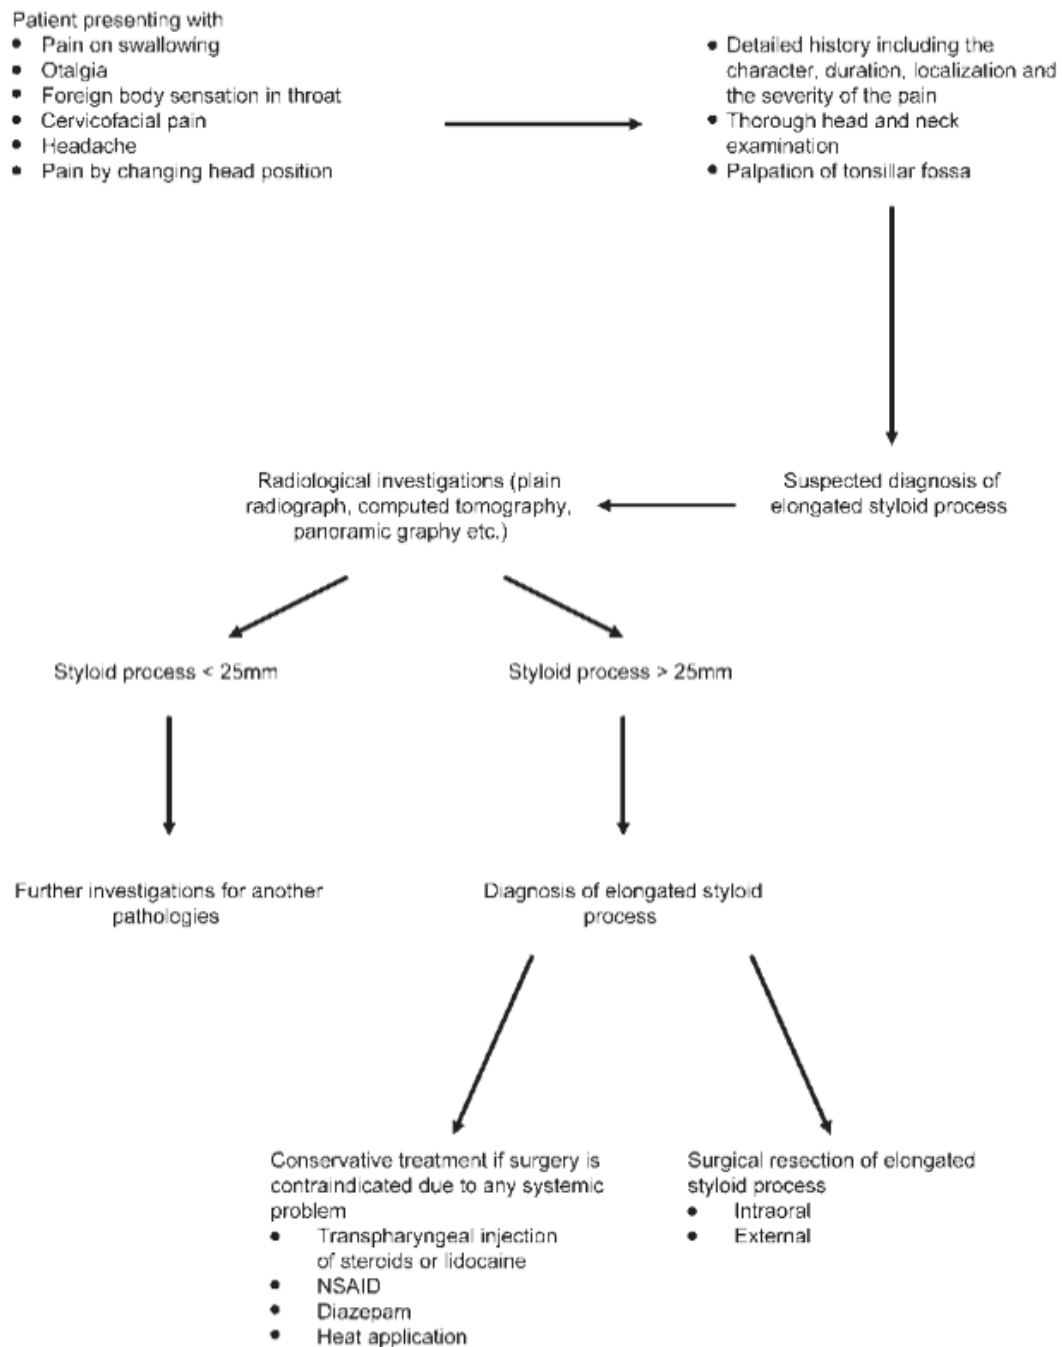 Patient presenting with
• Pain on swallowing
• Otalgia
• Foreign body sensation in throat
• Cervicofacial pain
• Headache
• Pain by changing head position
• Detailed history including the
character, duration, localization and
the severity of the pain
• Thorough head and neck
examination
• Palpation of tonsillar fossa
Suspected diagnosis of
elongated styloid process
Radiological investigations (plain
radiograph, computed tomography,
panoramic graphy etc.)
Styloid process < 25mm
Styloid process > 25mm
Further investigations for another
pathologies
Diagnosis of elongated styloid
process
Conservative treatment if surgery is
contraindicated due to any systemic
problem
• Transpharyngeal injection
of steroids or lidocaine
• NSAID
• Diazepam
• Heat application
Surgical resection of elongated
styloid process
• Intraoral
• External